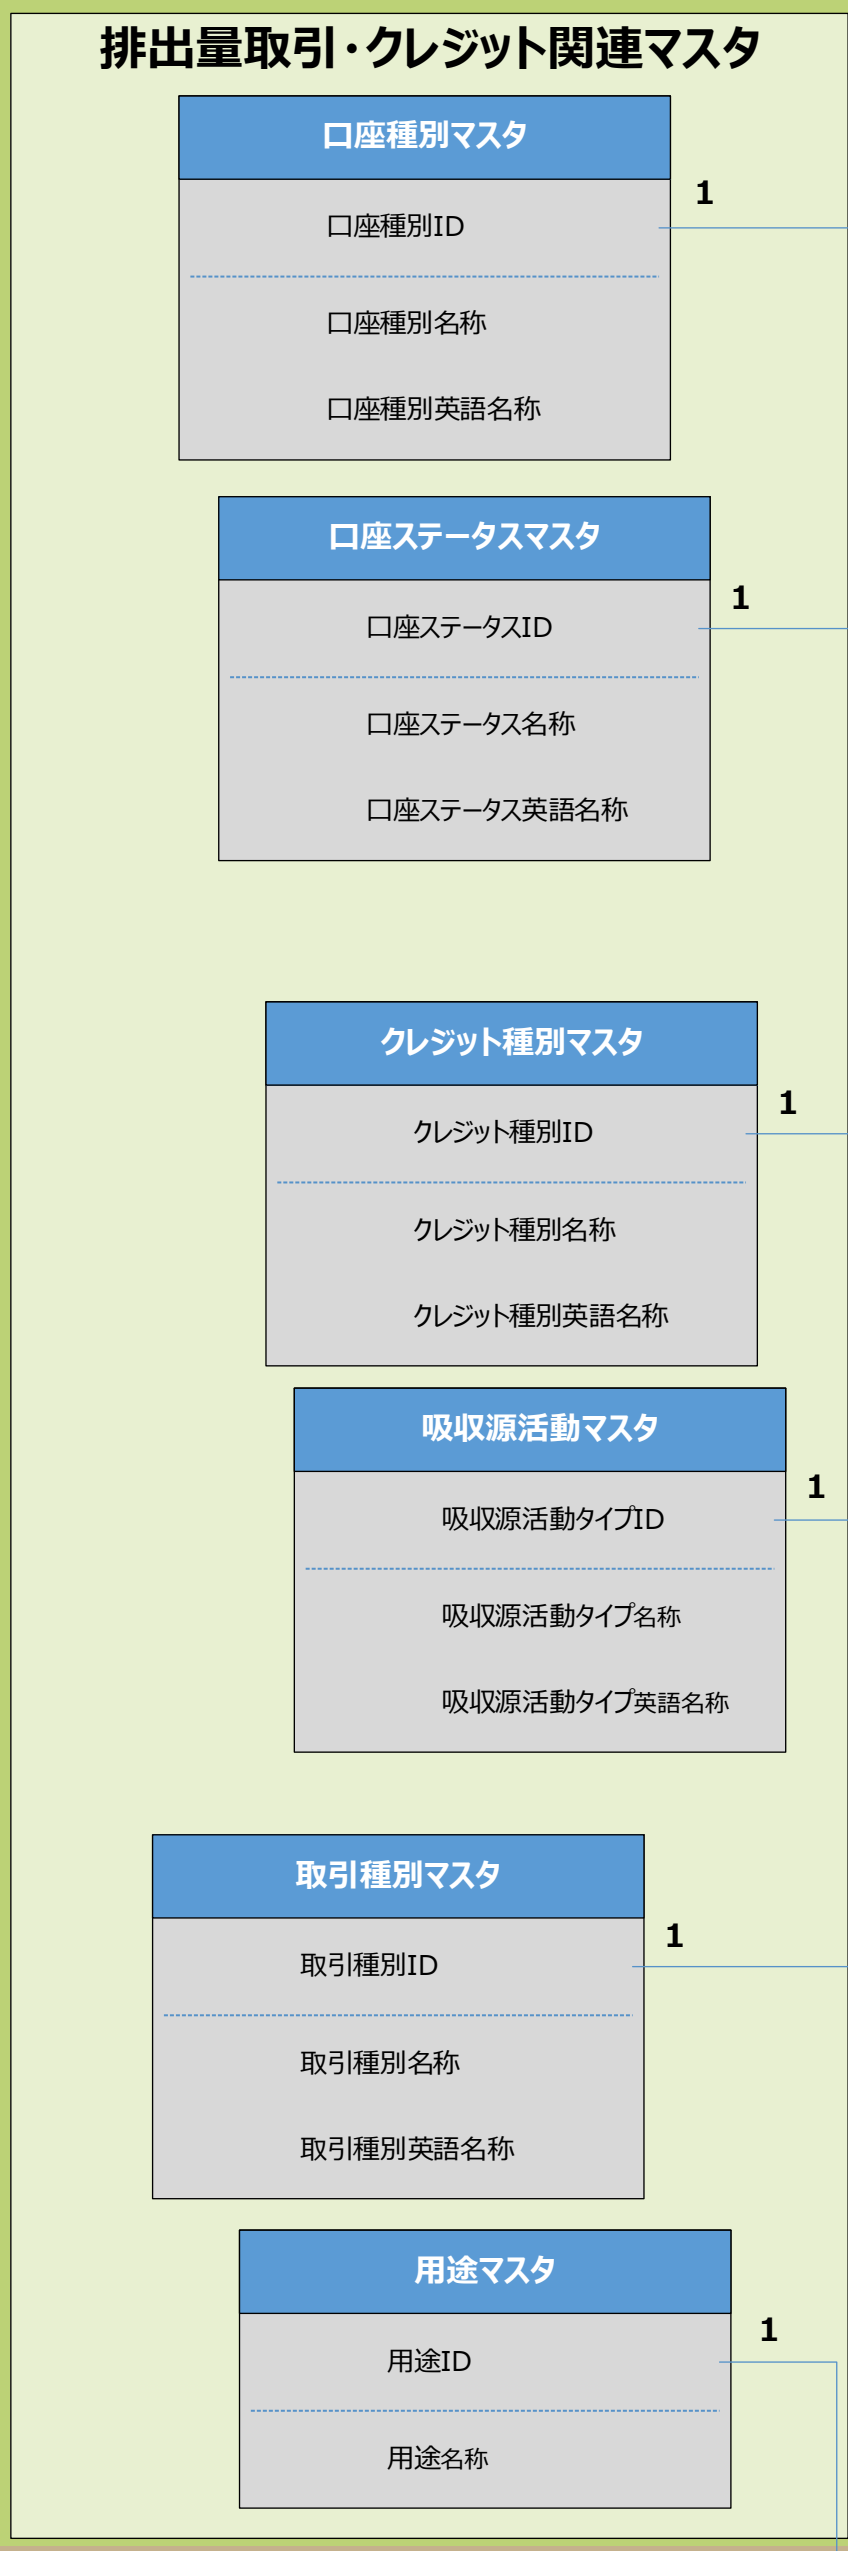 排出量取引・クレジット関連マスタ
口座種別マスタ
1
口座種別ID
口座種別名称
口座種別英語名称
口座ステータスマスタ
1
口座ステータスID
口座ステータス名称
口座ステータス英語名称
クレジット種別マスタ
1
クレジット種別ID
クレジット種別名称
クレジット種別英語名称
吸収源活動マスタ
1
吸収源活動タイプID
吸収源活動タイプ名称
吸収源活動タイプ英語名称
取引種別マスタ
1
取引種別ID
取引種別名称
取引種別英語名称
用途マスタ
1
用途ID
用途名称